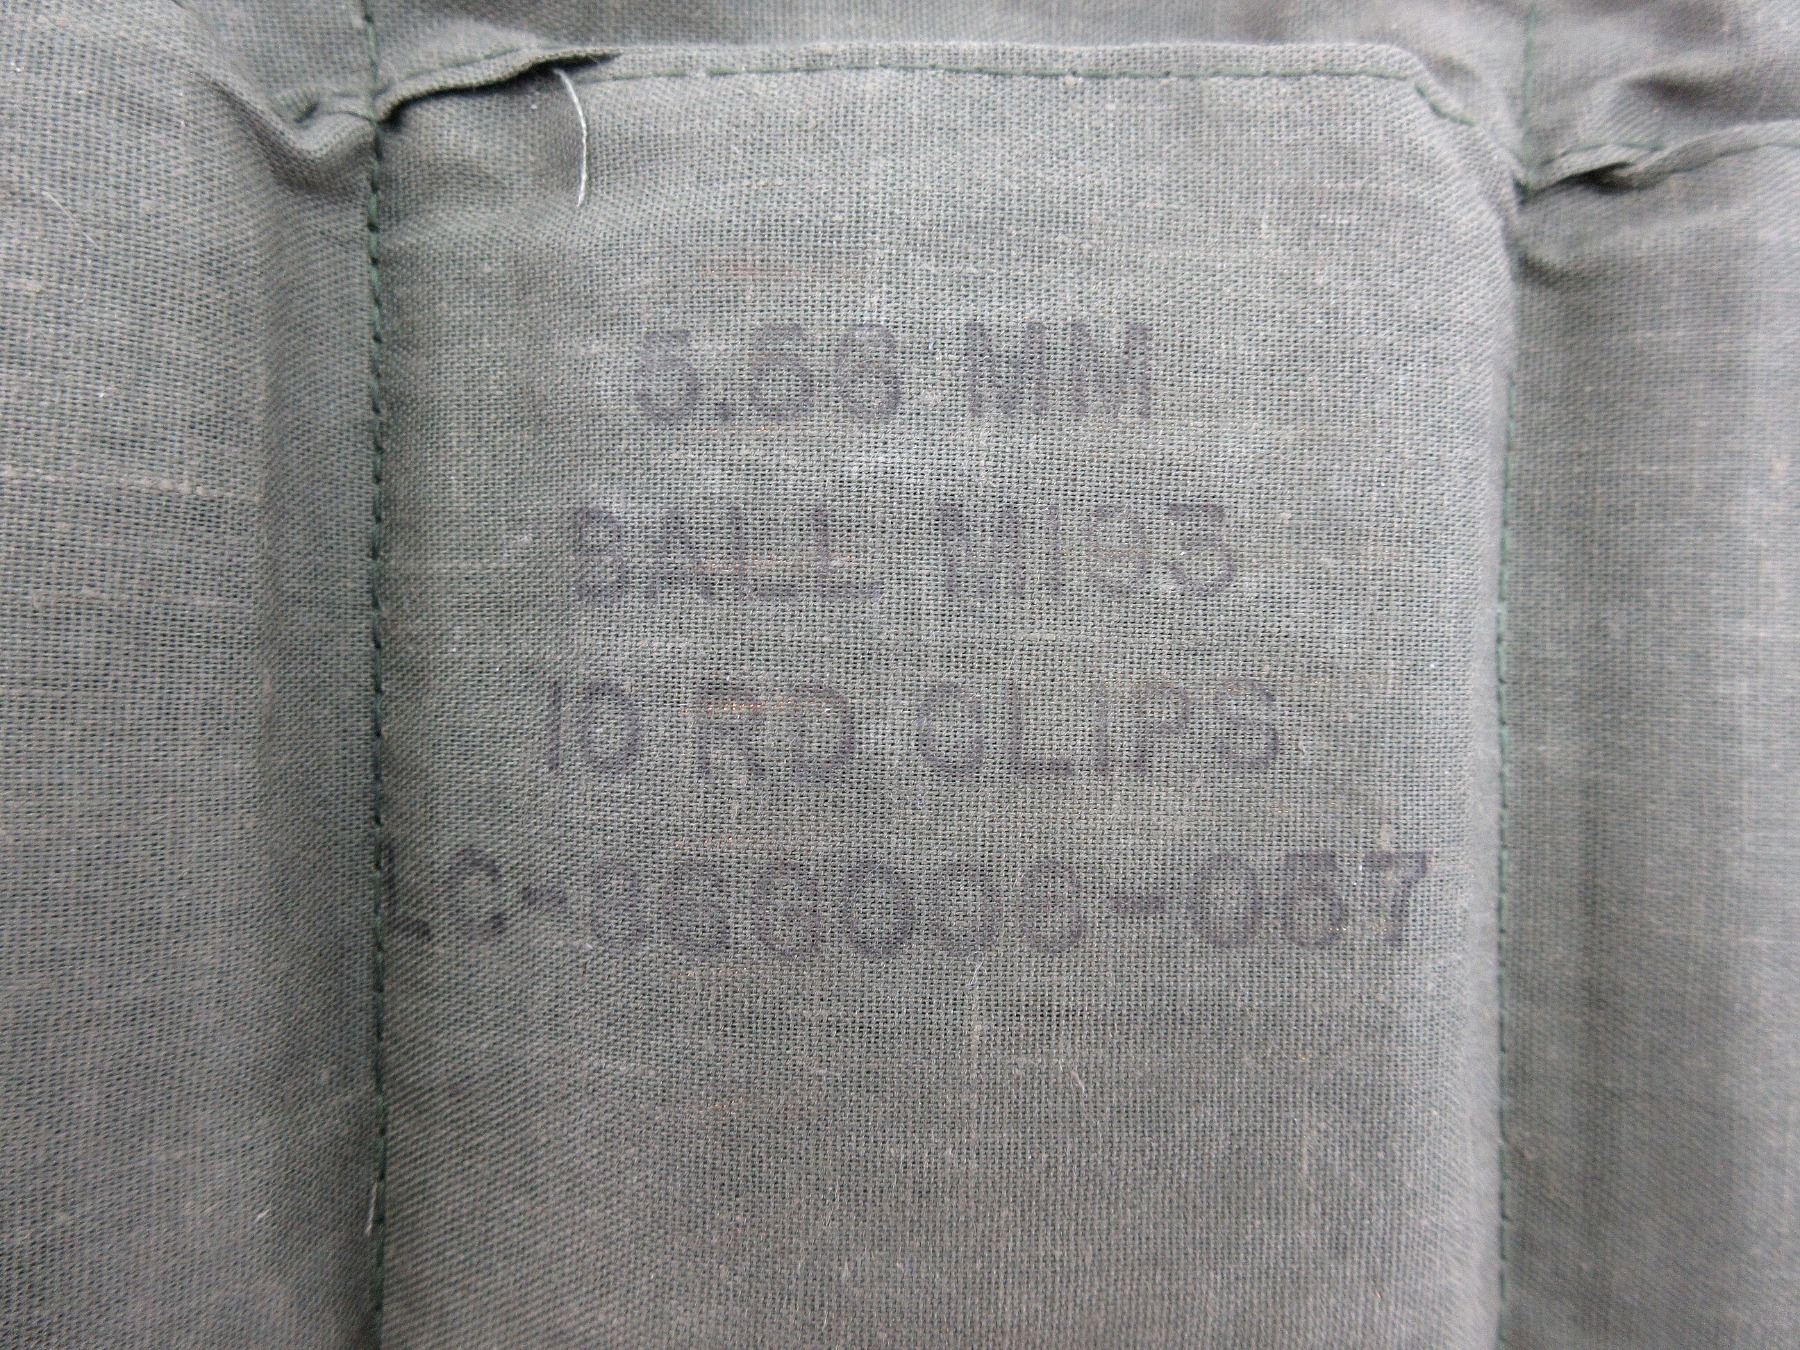 5.56 MM
BALL M193
10 RD CLIPS